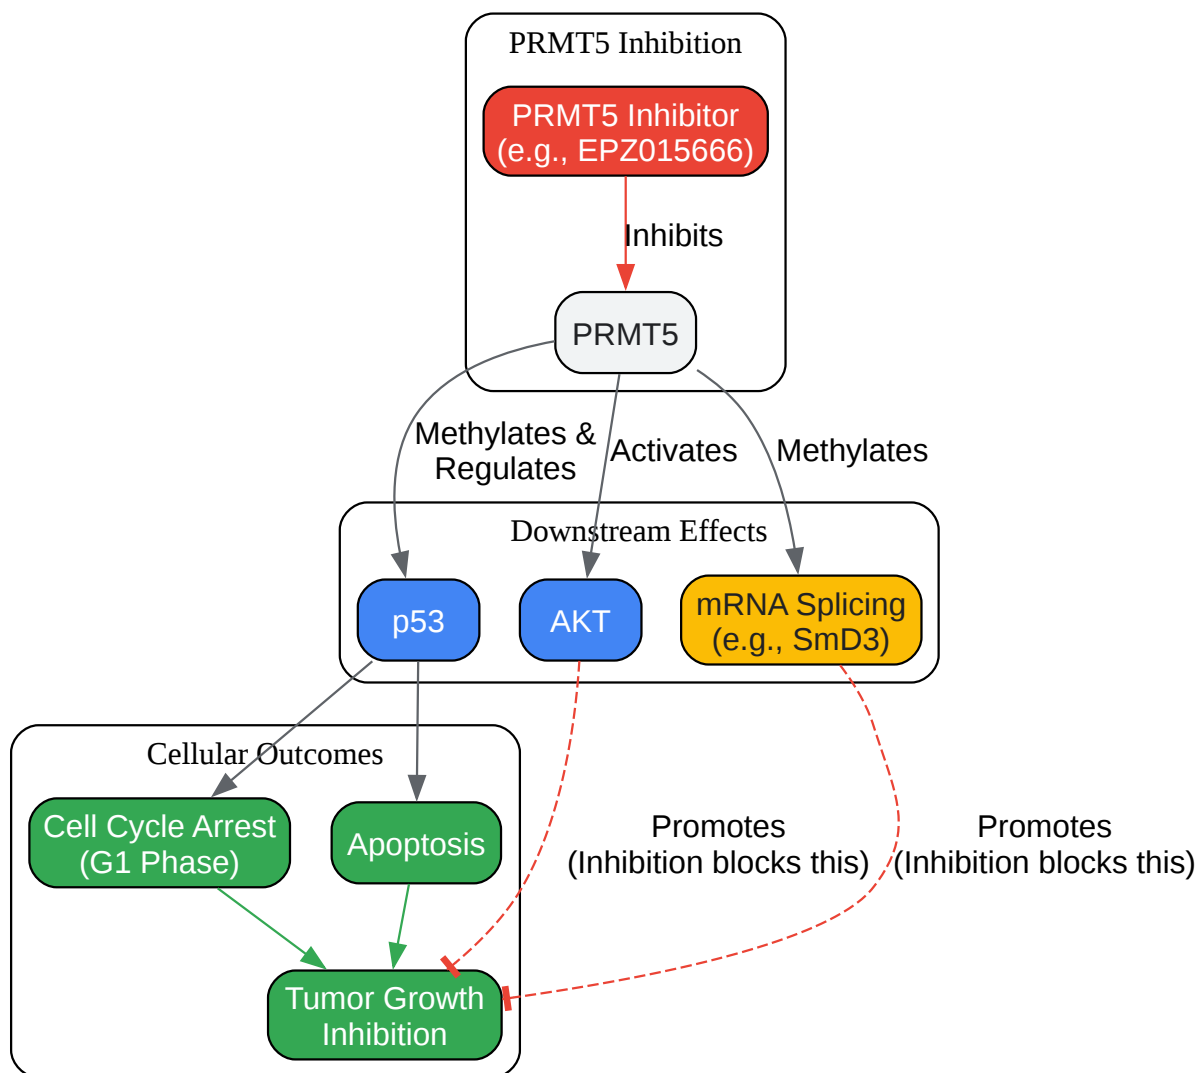 PRMT5 Inhibition
PRMT5 Inhibitor
(e.g., EPZ015666)
Inhibits
PRMT5
Methylates &
Regulates
Activates
Methylates
Downstream Effects
p53
AKT
mRNA Splicing
(e.g., SmD3)
Cellular Outcomes
Cell Cycle Arrest
(G1 Phase)
Apoptosis
Promotes
(Inhibition blocks this)
Promotes
(Inhibition blocks this)
Tumor Growth
Inhibition